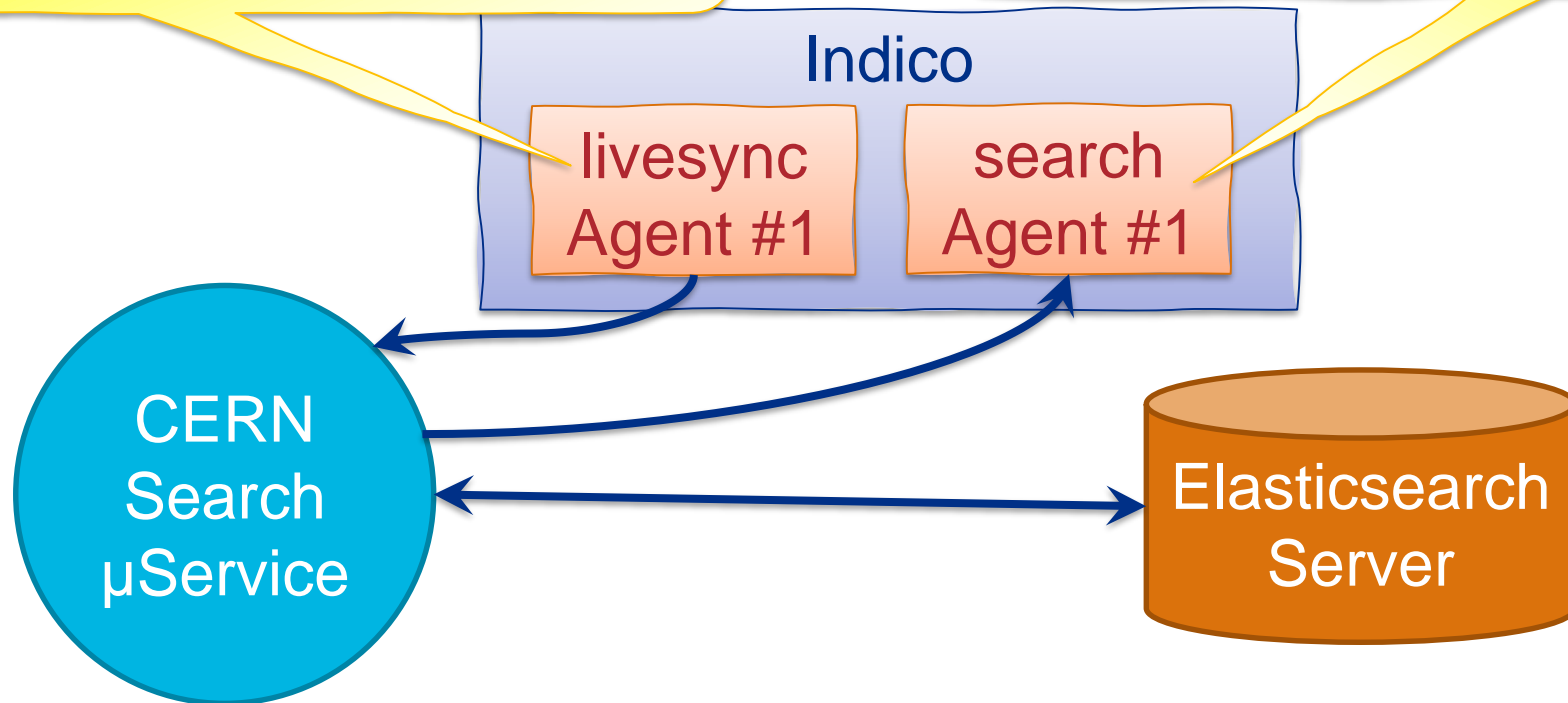 Indico
livesync
Agent #1
search
Agent #1
CERN
Search
µService
Elasticsearch
Server